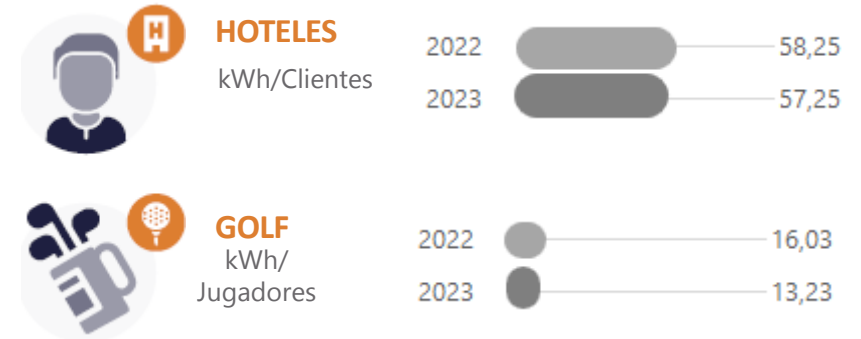 HOTELES
kWh/Clientes
2022 58,25
2023 57,25
GOLF
kWh/
Jugadores
2022 16,03
2023 13,23